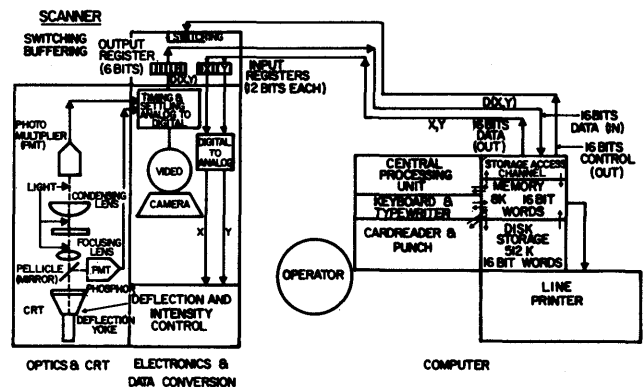 SCANNER
SWITCHING
BUFFERING
OUTPUT
REGISTER
(6 BITS)
SWITCHING
D(X,Y)
INPUT
REGISTERS
(12 BITS EACH)
TIMING &
SETTLING
ANALOG TO
DIGITAL
PHOTO
MULTIPLIER
(PMT)
LIGHT
CONDENSING
LENS
FOCUSING
LENS
PELLICLE
(MIRROR)
PMT
PHOSPHOR
CRT
DEFLECTION
YOKE
VIDEO
CAMERA
DIGITAL
TO
ANALOG
X
Y
DEFLECTION AND
INTENSITY
CONTROL
OPTICS & CRT
ELECTRONICS &
DATA CONVERSION
D(X,Y)
X,Y
16 BITS
DATA
(OUT)
16 BITS
DATA (IN)
16 BITS
CONTROL
(OUT)
CENTRAL
PROCESSING
UNIT
KEYBOARD &
TYPEWRITER
CARDREADER &
PUNCH
STORAGE ACCESS
CHANNEL
MEMORY
8K 16 BIT
WORDS
DISK
STORAGE
512 K
16 BIT WORDS
OPERATOR
LINE
PRINTER
COMPUTER